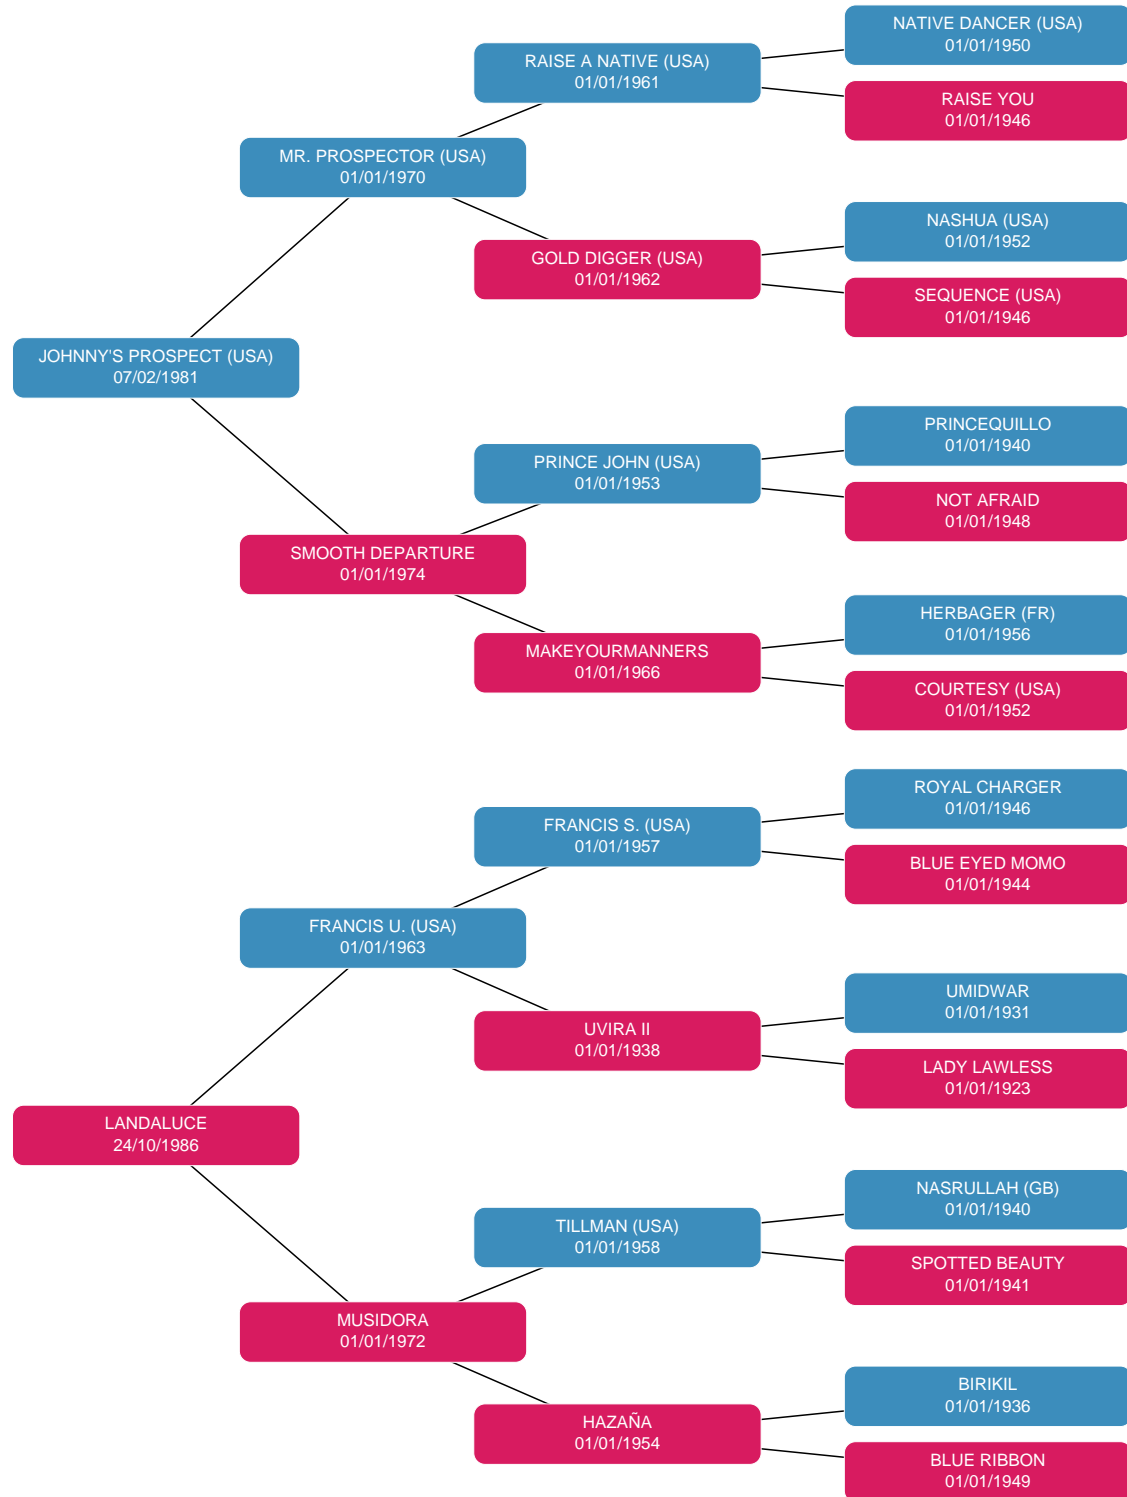 NATIVE DANCER (USA)
01/01/1950
RAISE A NATIVE (USA)
01/01/1961
RAISE YOU
01/01/1946
MR. PROSPECTOR (USA)
01/01/1970
NASHUA (USA)
01/01/1952
GOLD DIGGER (USA)
01/01/1962
SEQUENCE (USA)
01/01/1946
JOHNNY'S PROSPECT (USA)
07/02/1981
PRINCEQUILLO
01/01/1940
PRINCE JOHN (USA)
01/01/1953
NOT AFRAID
01/01/1948
SMOOTH DEPARTURE
01/01/1974
HERBAGER (FR)
01/01/1956
MAKEYOURMANNERS
01/01/1966
COURTESY (USA)
01/01/1952
ROYAL CHARGER
01/01/1946
FRANCIS S. (USA)
01/01/1957
BLUE EYED MOMO
01/01/1944
FRANCIS U. (USA)
01/01/1963
UMIDWAR
01/01/1931
UVIRA II
01/01/1938
LADY LAWLESS
01/01/1923
LANDALUCE
24/10/1986
NASRULLAH (GB)
01/01/1940
TILLMAN (USA)
01/01/1958
SPOTTED BEAUTY
01/01/1941
MUSIDORA
01/01/1972
BIRIKIL
01/01/1936
HAZAÑA
01/01/1954
BLUE RIBBON
01/01/1949